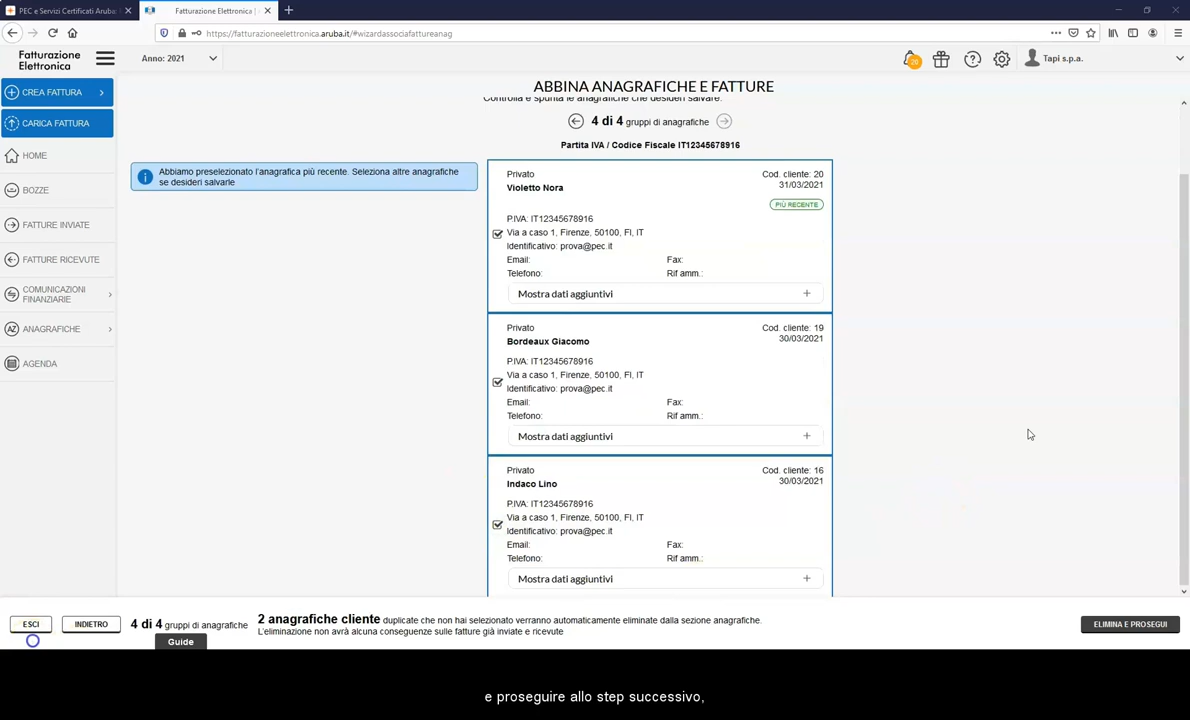 PEC e Servizi Certificati Aruba:
Fatturazione Elettronica |
https://fatturazioneelettronica.aruba.it/#wizardassociafattureanag
Fatturazione
Elettronica
Anno: 2021
20
Tapi s.p.a.
CREA FATTURA
CARICA FATTURA
HOME
BOZZE
FATTURE INVIATE
FATTURE RICEVUTE
COMUNICAZIONI
FINANZIARIE
AZ ANAGRAFICHE
AGENDA
ABBINA ANAGRAFICHE E FATTURE
Controlla e spunta le anagrafiche che desideri salvare.
4 di 4 gruppi di anagrafiche
Partita IVA / Codice Fiscale IT12345678916
Abbiamo preselezionato l'anagrafica più recente. Seleziona altre anagrafiche
se desideri salvarle
Privato Cod. cliente: 20
Violetto Nora 31/03/2021
PIÙ RECENTE
P.IVA: IT12345678916
Via a caso 1, Firenze, 50100, FI, IT
Identificativo: prova@pec.it
Email: Fax:
Telefono: Rif amm.:
Mostra dati aggiuntivi +
Privato Cod. cliente: 19
Bordeaux Giacomo 30/03/2021
P.IVA: IT12345678916
Via a caso 1, Firenze, 50100, FI, IT
Identificativo: prova@pec.it
Email: Fax:
Telefono: Rif amm.:
Mostra dati aggiuntivi +
Privato Cod. cliente: 16
Indaco Lino 30/03/2021
P.IVA: IT12345678916
Via a caso 1, Firenze, 50100, FI, IT
Identificativo: prova@pec.it
Email: Fax:
Telefono: Rif amm.:
Mostra dati aggiuntivi +
ESCI
INDIETRO
4 di 4 gruppi di anagrafiche
2 anagrafiche cliente duplicate che non hai selezionato verranno automaticamente eliminate dalla sezione anagrafiche.
L'eliminazione non avrà alcuna conseguenze sulle fatture già inviate e ricevute
ELIMINA E PROSEGUI
Guide
e proseguire allo step successivo,